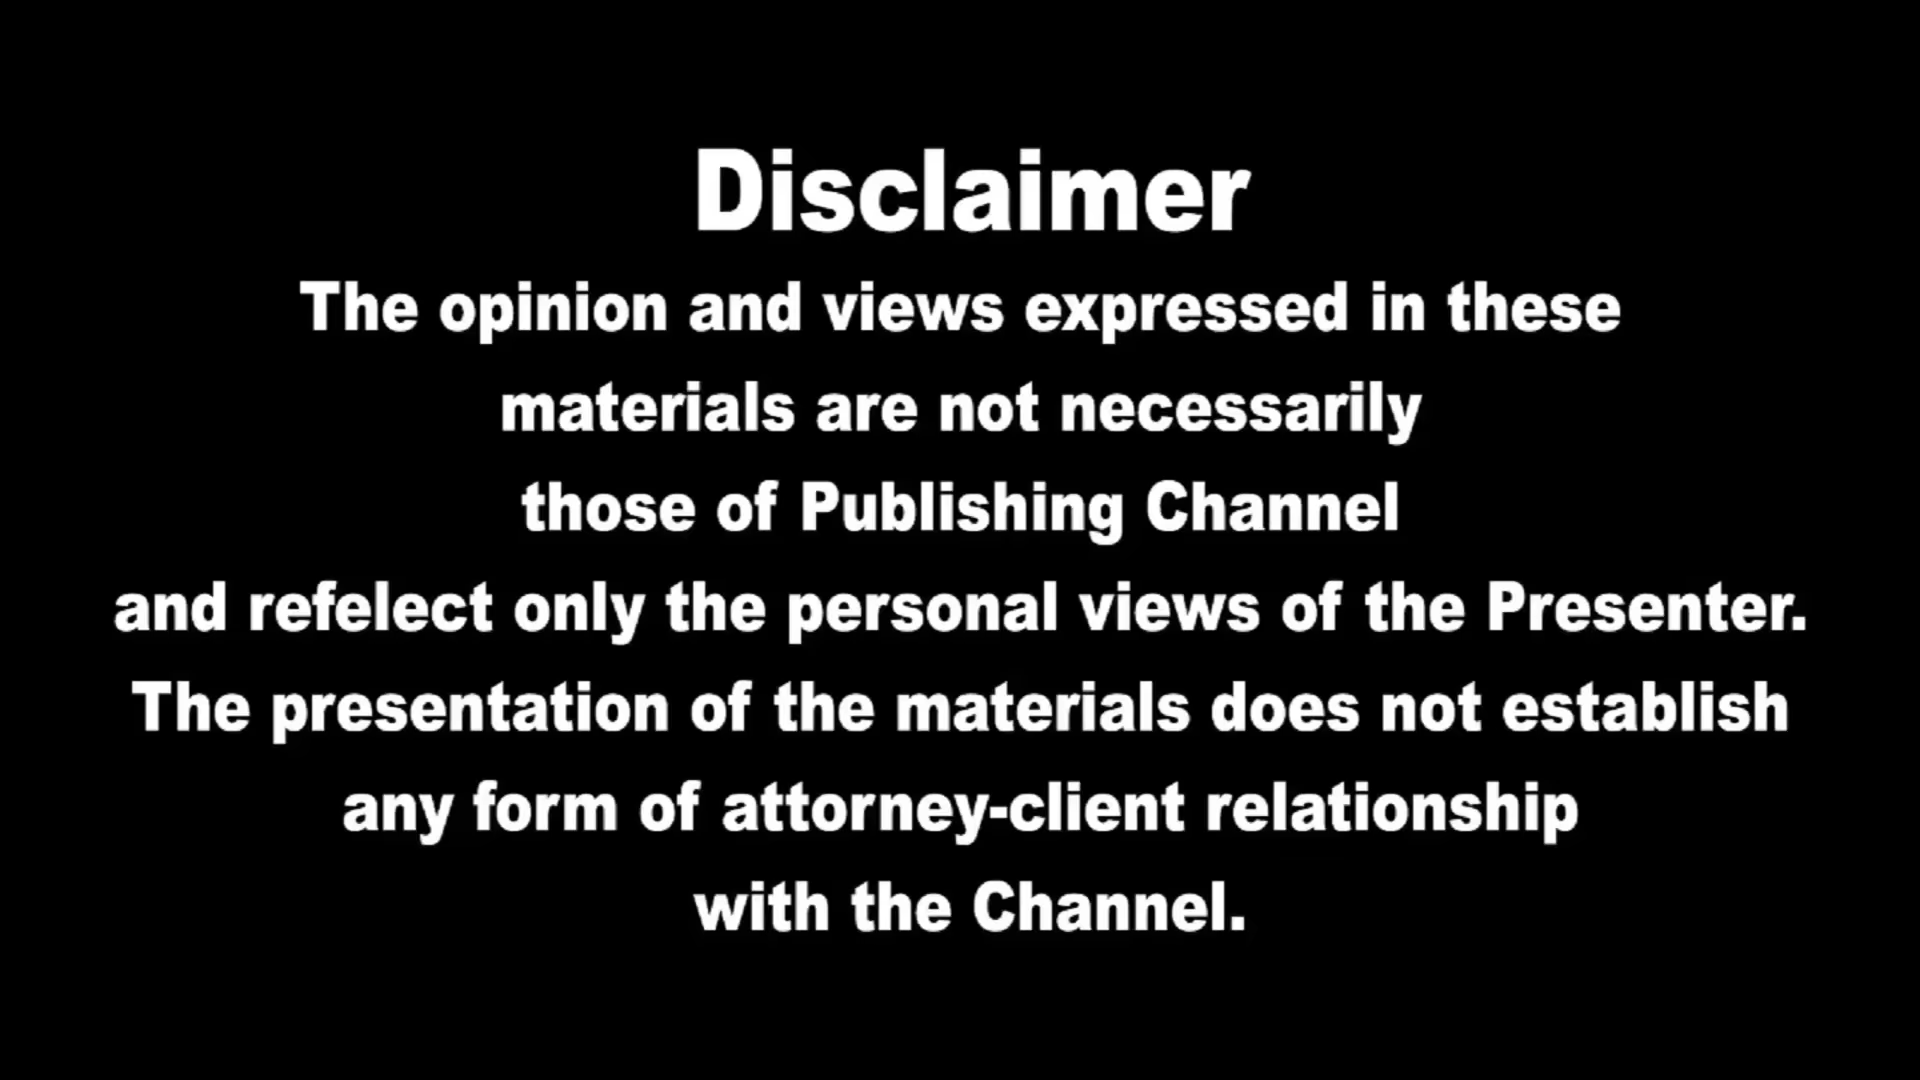 Disclaimer
The opinion and views expressed in these
materials are not necessarily
those of Publishing Channel
and refelect only the personal views of the Presenter.
The presentation of the materials does not establish
any form of attorney-client relationship
with the Channel.